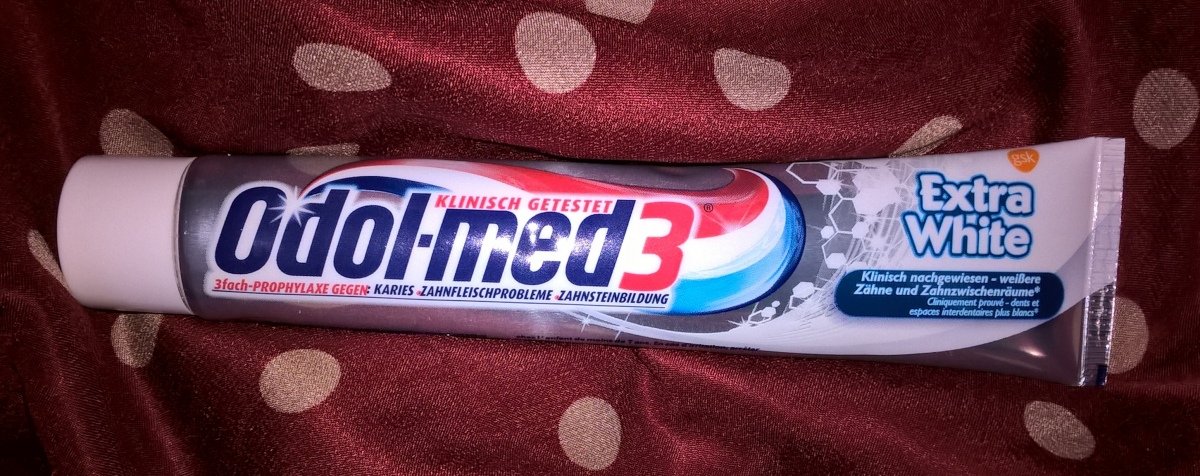 KLINISCH GETESTET
Odol-med3®
3fach-PROPHYLAXE GEGEN: KARIES • ZAHNFLEISCHPROBLEME • ZAHNSTEINBILDUNG
gsk
Extra
White
Klinisch nachgewiesen - weißere
Zähne und Zahnzwischenräume*
Cliniquement prouvé - dents et
espaces interdentaires plus blancs*